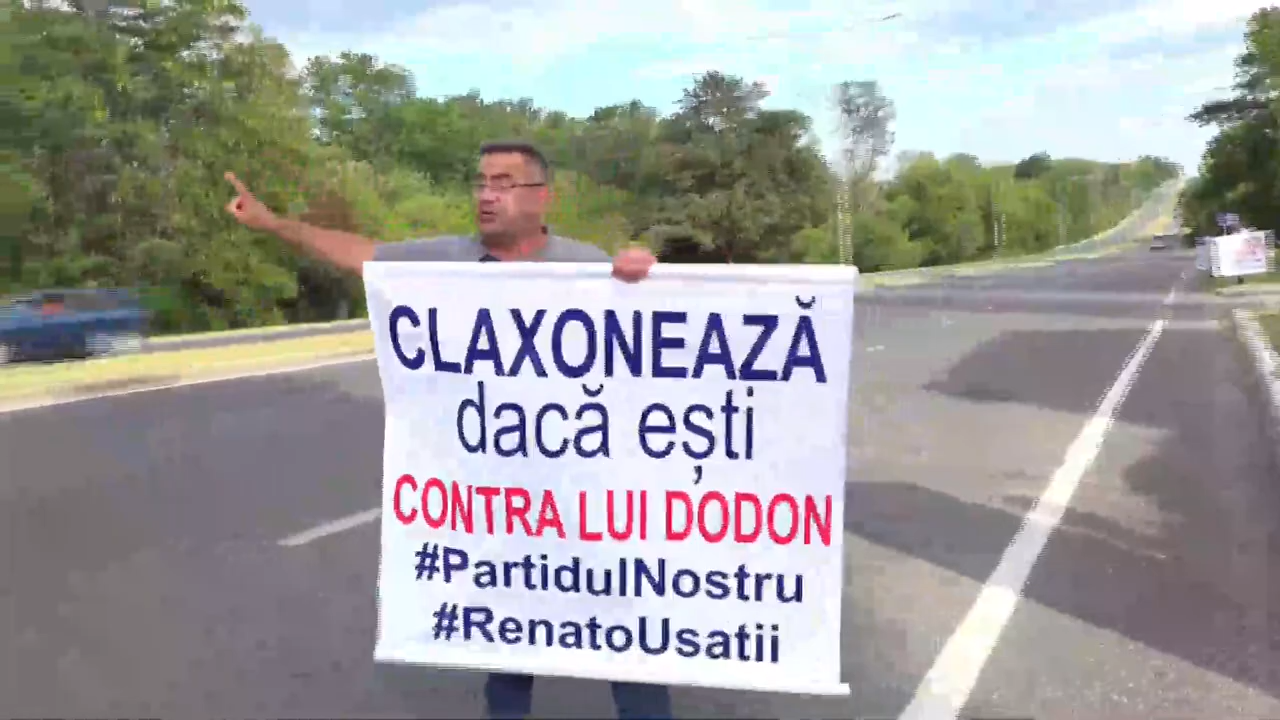 CLAXONEAZĂ
dacă ești
CONTRA LUI DODON
#PartidulNostru
#RenatoUsatii